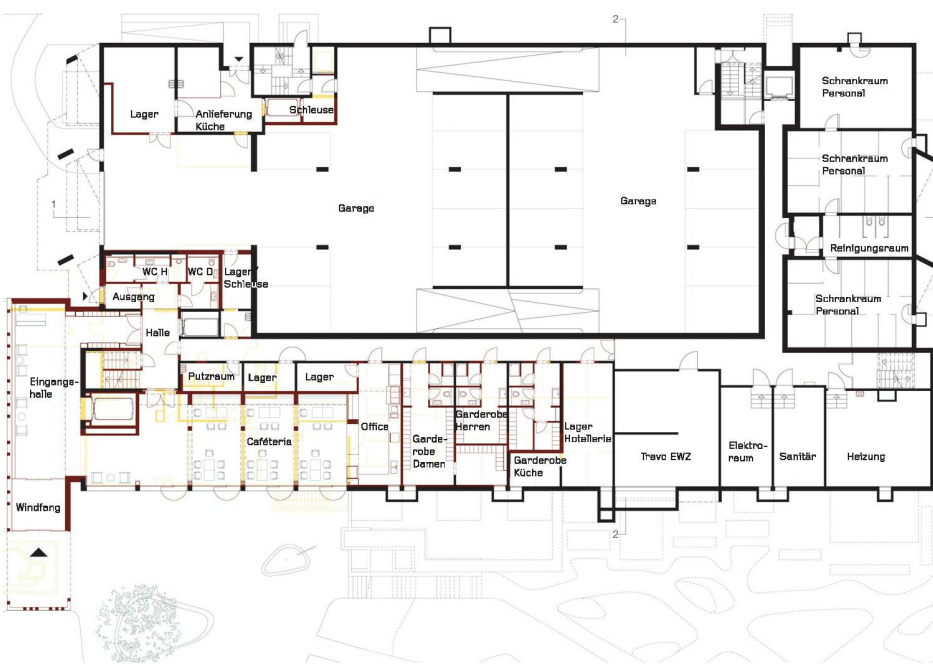 2
Lager
Anlieferung
Küche
Schleuse
Schrankraum
Personal
Schrankraum
Personal
1
Garage
Garage
Reinigungsraum
WC H
WC D
Lager/
Schleuse
Ausgang
Schrankraum
Personal
Halle
Eingangs-
halle
Putzraum
Lager
Lager
Cafeteria
Office
Garde-
robe
Damen
Garderobe
Herren
Garderobe
Küche
Lager
Hotellerie
Travo EWZ
Elektro-
raum
Sanitär
Heizung
Windfang
2